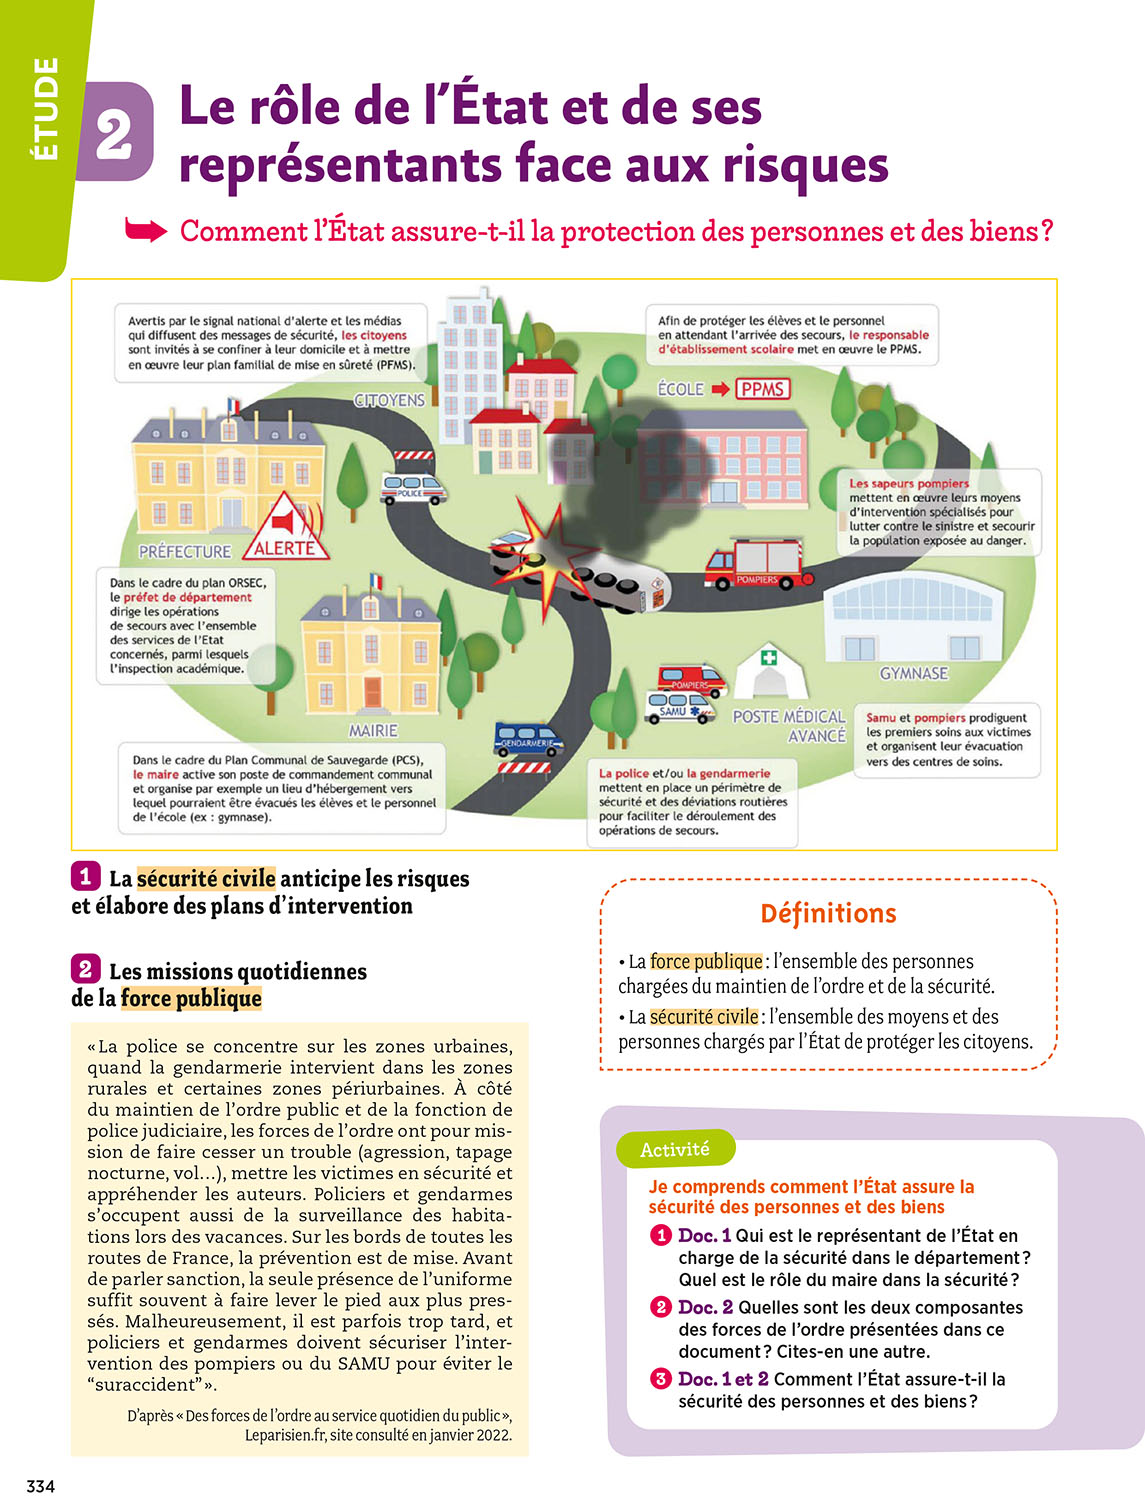 ÉTUDE
2
Le rôle de l'État et de ses
représentants face aux risques
Comment l'État assure-t-il la protection des personnes et des biens ?
Avertis par le signal national d'alerte et les médias
qui diffusent des messages de sécurité, les citoyens
sont invités à se confiner à leur domicile et à mettre
en œuvre leur plan familial de mise en sûreté (PFMS).
CITOYENS
Afin de protéger les élèves et le personnel
en attendant l'arrivée des secours, le responsable
d'établissement scolaire met en œuvre le PPMS.
ÉCOLE
PPMS
POLICE
Les sapeurs pompiers
mettent en œuvre leurs moyens
d'intervention spécialisés pour
lutter contre le sinistre et secourir
la population exposée au danger.
PRÉFECTURE
ALERTE
POMPIERS
Dans le cadre du plan ORSEC,
le préfet de département
dirige les opérations
de secours avec l'ensemble
des services de l'Etat
concernés, parmi lesquels
l'inspection académique.
GYMNASE
POMPIERS
SAMU
POSTE MÉDICAL
AVANCÉ
MAIRIE
GENDARMERIE
Samu et pompiers prodiguent
les premiers soins aux victimes
et organisent leur évacuation
vers des centres de soins.
Dans le cadre du Plan Communal de Sauvegarde (PCS),
le maire active son poste de commandement communal
et organise par exemple un lieu d'hébergement vers
lequel pourraient être évacués les élèves et le personnel
de l'école (ex : gymnase).
La police et/ou la gendarmerie
mettent en place un périmètre de
sécurité et des déviations routières
pour faciliter le déroulement des
opérations de secours.
1 La sécurité civile anticipe les risques
et élabore des plans d'intervention
2 Les missions quotidiennes
de la force publique
« La police se concentre sur les zones urbaines,
quand la gendarmerie intervient dans les zones
rurales et certaines zones périurbaines. À côté
du maintien de l'ordre public et de la fonction de
police judiciaire, les forces de l'ordre ont pour mis-
sion de faire cesser un trouble (agression, tapage
nocturne, vol…), mettre les victimes en sécurité et
appréhender les auteurs. Policiers et gendarmes
s'occupent aussi de la surveillance des habita-
tions lors des vacances. Sur les bords de toutes les
routes de France, la prévention est de mise. Avant
de parler sanction, la seule présence de l'uniforme
suffit souvent à faire lever le pied aux plus pres-
sés. Malheureusement, il est parfois trop tard, et
policiers et gendarmes doivent sécuriser l'inter-
vention des pompiers ou du SAMU pour éviter le
“suraccident” ».
D'après « Des forces de l'ordre au service quotidien du public »,
Leparisien.fr, site consulté en janvier 2022.
Définitions
• La force publique : l'ensemble des personnes
chargées du maintien de l'ordre et de la sécurité.
• La sécurité civile : l'ensemble des moyens et des
personnes chargés par l'État de protéger les citoyens.
Activité
Je comprends comment l'État assure la
sécurité des personnes et des biens
1 Doc. 1 Qui est le représentant de l'État en
charge de la sécurité dans le département ?
Quel est le rôle du maire dans la sécurité ?
2 Doc. 2 Quelles sont les deux composantes
des forces de l'ordre présentées dans ce
document ? Cites-en une autre.
3 Doc. 1 et 2 Comment l'État assure-t-il la
sécurité des personnes et des biens ?
334